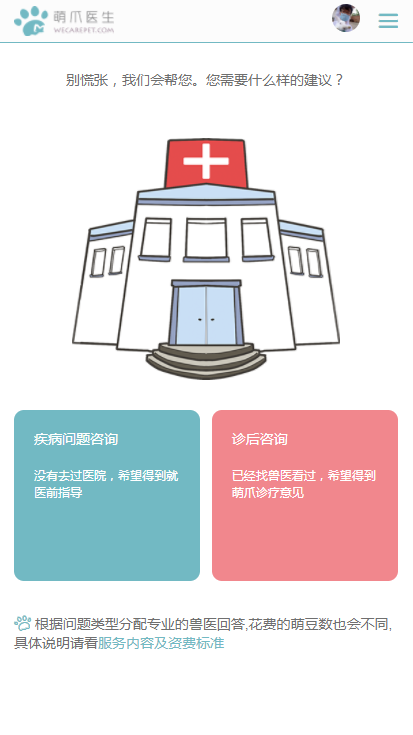 萌爪医生
WECAREPET.COM
别慌张，我们会帮您。您需要什么样的建议？
疾病问题咨询
没有去过医院，希望得到就
医前指导
诊后咨询
已经找兽医看过，希望得到
萌爪诊疗意见
根据问题类型分配专业的兽医回答,花费的萌豆数也会不同,
具体说明请看服务内容及资费标准